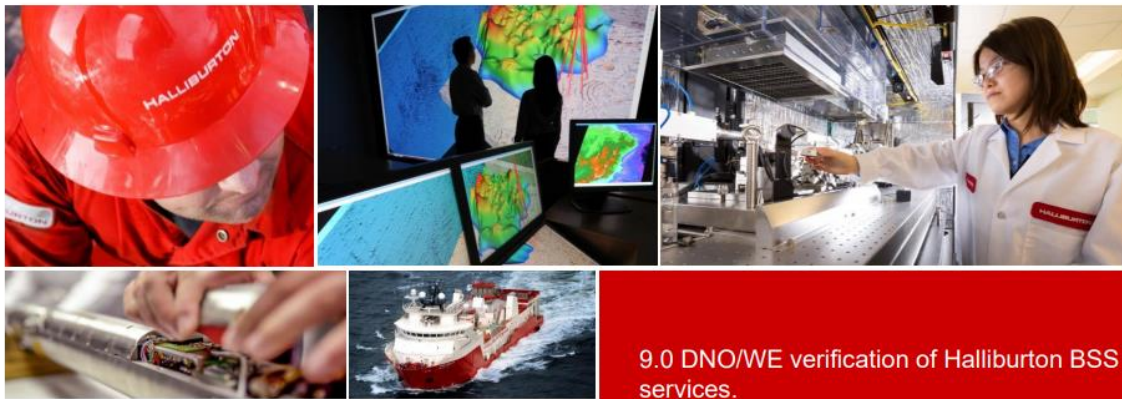 HALLIBURTON
HALLIBURTON
9.0 DNO/WE verification of Halliburton BSS
services.